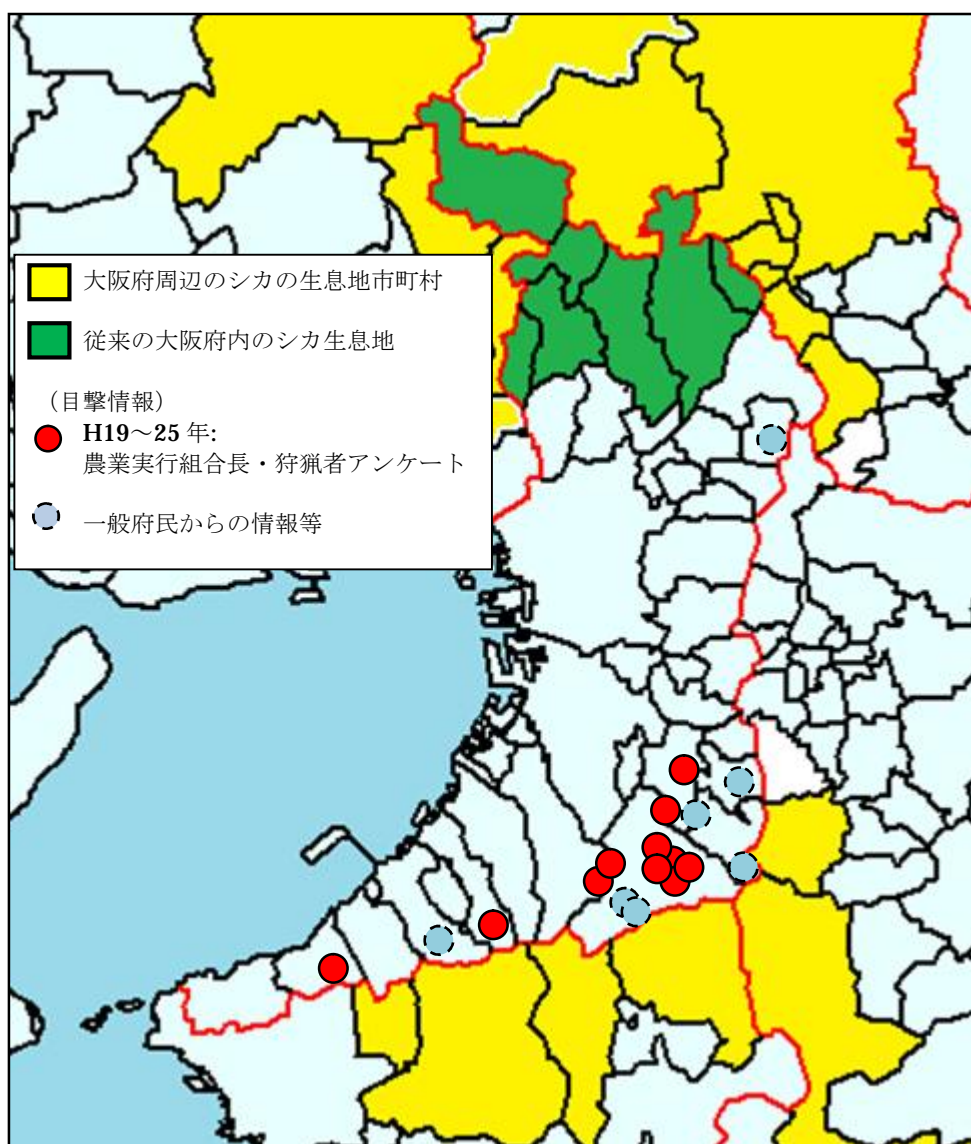 大阪府周辺のシカの生息地市町村
従来の大阪府内のシカ生息地
（目撃情報）
H19～25 年:
農業実行組合長・狩猟者アンケート
一般府民からの情報等